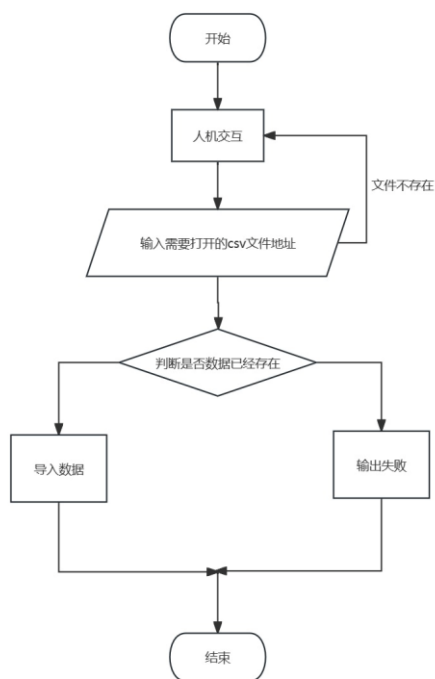 开始
人机交互
文件不存在
输入需要打开的csv文件地址
判断是否数据已经存在
导入数据
输出失败
结束